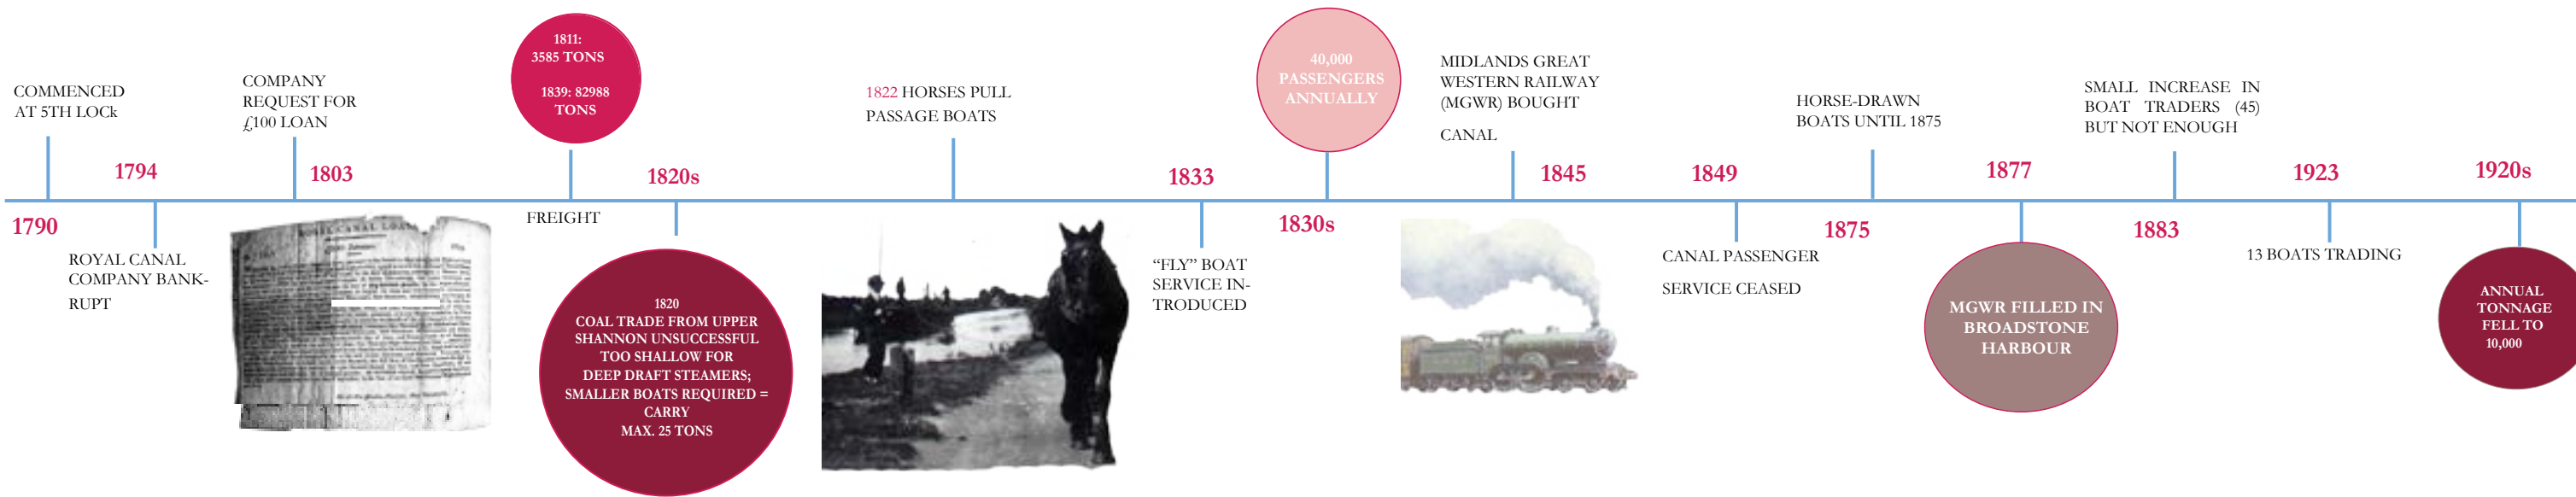 COMMENCED
AT 5TH LOCk
1790
1794
ROYAL CANAL
COMPANY BANK-
RUPT
COMPANY
REQUEST FOR
£100 LOAN
1803
ROYAL CANAL LOAN
1811:
3585 TONS
1839: 82988
TONS
FREIGHT
1820s
1820
COAL TRADE FROM UPPER
SHANNON UNSUCCESSFUL
TOO SHALLOW FOR
DEEP DRAFT STEAMERS;
SMALLER BOATS REQUIRED =
CARRY
MAX. 25 TONS
1822 HORSES PULL
PASSAGE BOATS
1833
"FLY" BOAT
SERVICE IN-
TRODUCED
40,000
PASSENGERS
ANNUALLY
1830s
MIDLANDS GREAT
WESTERN RAILWAY
(MGWR) BOUGHT
CANAL
1845
1849
CANAL PASSENGER
SERVICE CEASED
HORSE-DRAWN
BOATS UNTIL 1875
1875
1877
MGWR FILLED IN
BROADSTONE
HARBOUR
SMALL INCREASE IN
BOAT TRADERS (45)
BUT NOT ENOUGH
1883
1923
13 BOATS TRADING
1920s
ANNUAL
TONNAGE
FELL TO
10,000